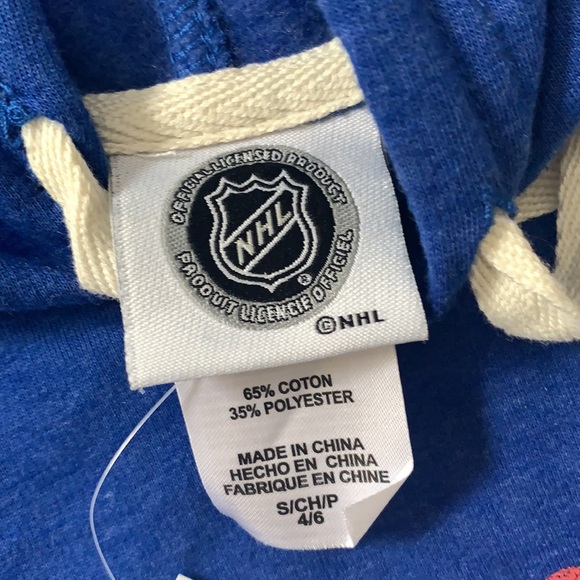 OFFICIAL LICENSED PRODUCT
NHL
®
PRODUIT LICENCIÉ OFFICIEL
©NHL
65% COTON
35% POLYESTER
MADE IN CHINA
HECHO EN CHINA
FABRIQUE EN CHINE
S/CH/P
4/6